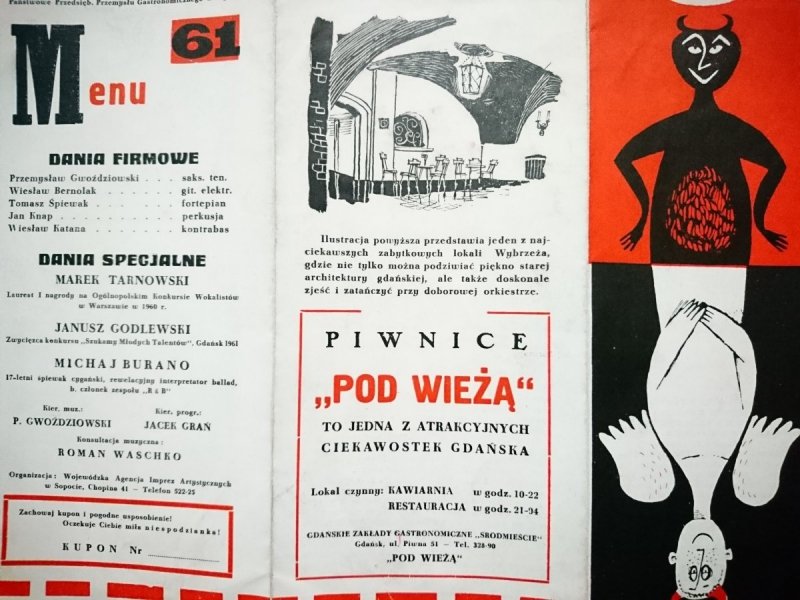 Państwowe Przedsięb. Przemysłu Gastronomicznego
Menu
61
DANIA FIRMOWE
Przemysław Gwoździowski . . . saks. ten.
Wiesław Bernolak . . . . . . git. elektr.
Tomasz Śpiewak . . . . . . . fortepian
Jan Knap . . . . . . . . . . perkusja
Wiesław Katana . . . . . . . kontrabas
DANIA SPECJALNE
MAREK TARNOWSKI
Laureat I nagrody na Ogólnopolskim Konkursie Wokalistów
w Warszawie w 1960 r.
JANUSZ GODLEWSKI
Zwycięzca konkursu „Szukamy Młodych Talentów”, Gdańsk 1961
MICHAJ BURANO
17-letni śpiewak cygański, rewelacyjny interpretator ballad,
b. członek zespołu „R i B”
Kier. muz.:
P. GWOŹDZIOWSKI
Kier. progr.:
JACEK GRAŃ
Konsultacja muzyczna :
ROMAN WASCHKO
Organizacja : Wojewódzka Agencja Imprez Artystycznych
w Sopocie, Chopina 41 — Telefon 522-25
Zachowaj kupon i pogodne usposobienie!
Oczekuje Ciebie miła niespodzianka!
KUPON Nr
Ilustracja powyższa przedstawia jeden z naj-
ciekawszych zabytkowych lokali Wybrzeża,
gdzie nie tylko można podziwiać piękno starej
architektury gdańskiej, ale także doskonale
zjeść i zatańczyć przy doborowej orkiestrze.
PIWNICE
„POD WIEŻĄ“
TO JEDNA Z ATRAKCYJNYCH
CIEKAWOSTEK GDAŃSKA
Lokal czynny: KAWIARNIA w godz. 10-22
RESTAURACJA w godz. 21-94
GDAŃSKIE ZAKŁADY GASTRONOMICZNE „ŚRÓDMIEŚCIE”
Gdańsk, ul. Piwna 51 — Tel. 328-90
„POD WIEŻĄ”